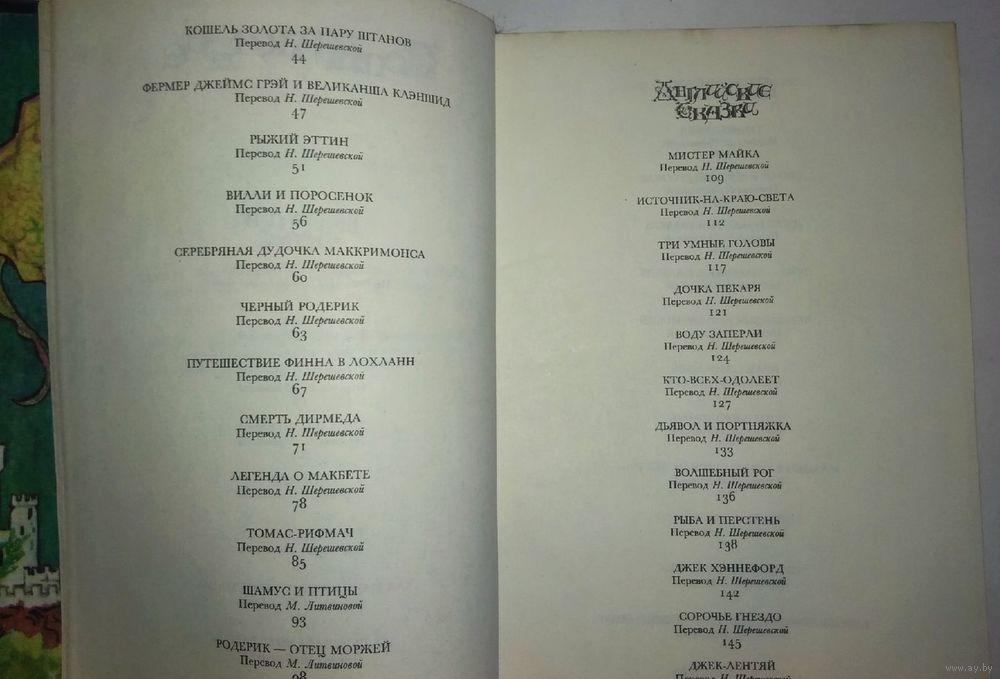 КОШЕЛЬ ЗОЛОТА ЗА ПАРУ ШТАНОВ
Перевод Н. Шерешевской
44
ФЕРМЕР ДЖЕЙМС ГРЭЙ И ВЕЛИКАНША КЛЭНШИД
Перевод Н. Шерешевской
47
РЫЖИЙ ЭТТИН
Перевод Н. Шерешевской
51
ВИЛЛИ И ПОРОСЕНОК
Перевод Н. Шерешевской
56
СЕРЕБРЯНАЯ ДУДОЧКА МАККРИМОНСА
Перевод Н. Шерешевской
60
ЧЕРНЫЙ РОДЕРИК
Перевод Н. Шерешевской
63
ПУТЕШЕСТВИЕ ФИННА В ЛОХЛАНН
Перевод Н. Шерешевской
67
СМЕРТЬ ДИРМЕДА
Перевод Н. Шерешевской
71
ЛЕГЕНДА О МАКБЕТЕ
Перевод Н. Шерешевской
78
ТОМАС-РИФМАЧ
Перевод Н. Шерешевской
85
ШАМУС И ПТИЦЫ
Перевод М. Литвиновой
93
РОДЕРИК — ОТЕЦ МОРЖЕЙ
Перевод М. Литвиновой
98
Английские
сказки
МИСТЕР МАЙКА
Перевод Н. Шерешевской
109
ИСТОЧНИК-НА-КРАЮ-СВЕТА
Перевод Н. Шерешевской
112
ТРИ УМНЫЕ ГОЛОВЫ
Перевод Н. Шерешевской
117
ДОЧКА ПЕКАРЯ
Перевод Н. Шерешевской
121
ВОДУ ЗАПЕРЛИ
Перевод Н. Шерешевской
124
КТО-ВСЕХ-ОДОЛЕЕТ
Перевод Н. Шерешевской
127
ДЬЯВОЛ И ПОРТНЯЖКА
Перевод Н. Шерешевской
133
ВОЛШЕБНЫЙ РОГ
Перевод Н. Шерешевской
136
РЫБА И ПЕРСТЕНЬ
Перевод Н. Шерешевской
138
ДЖЕК ХЭННЕФОРД
Перевод Н. Шерешевской
142
СОРОЧЬЕ ГНЕЗДО
Перевод Н. Шерешевской
145
ДЖЕК-ЛЕНТЯЙ
Перевод Н. Шерешевской
www.ay.by